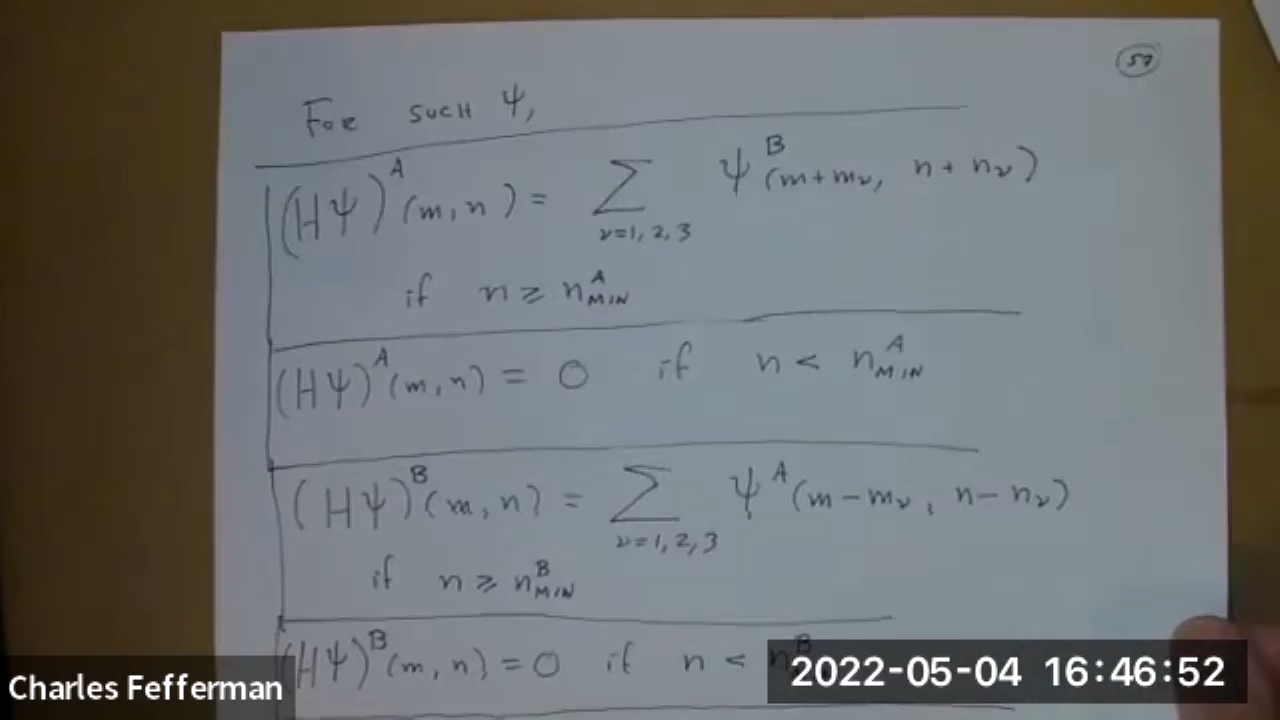 57
For such Ψ,
(HΨ)^A (m, n) = Σ_{ν=1, 2, 3} Ψ^B (m+m_ν, n+n_ν)
if n ≥ n^A_MIN
(HΨ)^A (m, n) = 0 if n < n^A_MIN
(HΨ)^B (m, n) = Σ_{ν=1, 2, 3} Ψ^A (m-m_ν, n-n_ν)
if n ≥ n^B_MIN
(HΨ)^B (m, n) = 0 if n < n^B
Charles Fefferman
2022-05-04 16:46:52